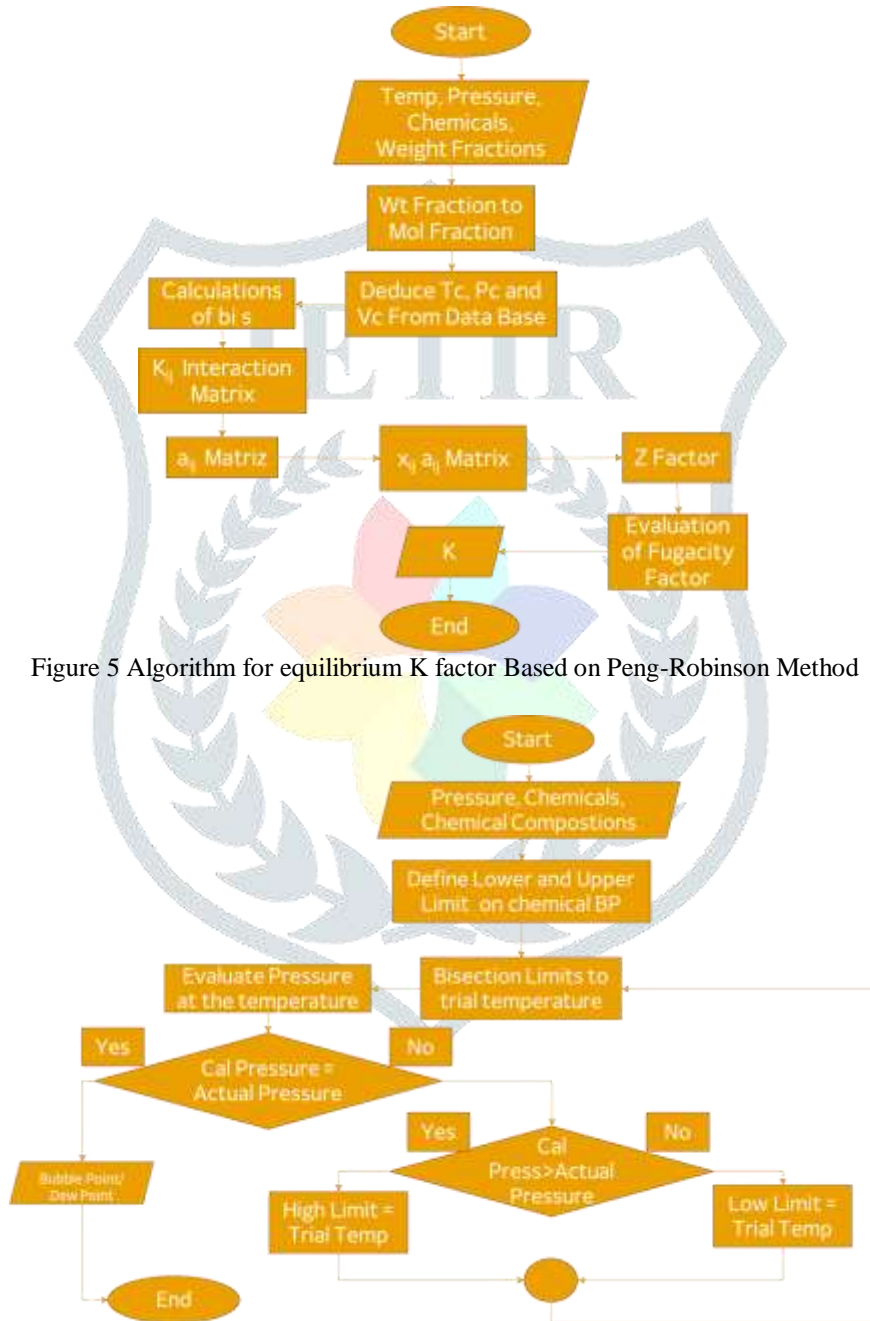 Start
Temp, Pressure,
Chemicals,
Weight Fractions
Wt Fraction to
Mol Fraction
Deduce Tc, Pc and
Vc From Data Base
Calculations
of bi s
JETIR
Kij Interaction
Matrix
aij Matriz
xij aij Matrix
Z Factor
Evaluation
of Fugacity
Factor
K
End
Figure 5 Algorithm for equilibrium K factor Based on Peng-Robinson Method
Start
Pressure, Chemicals,
Chemical Compostions
Define Lower and Upper
Limit on chemical BP
Bisection Limits to
trial temperature
Evaluate Pressure
at the temperature
Yes
No
Cal Pressure =
Actual Pressure
Yes
No
Cal
Press>Actual
Pressure
Bubble Point/
Dew Point
High Limit =
Trial Temp
Low Limit =
Trial Temp
End